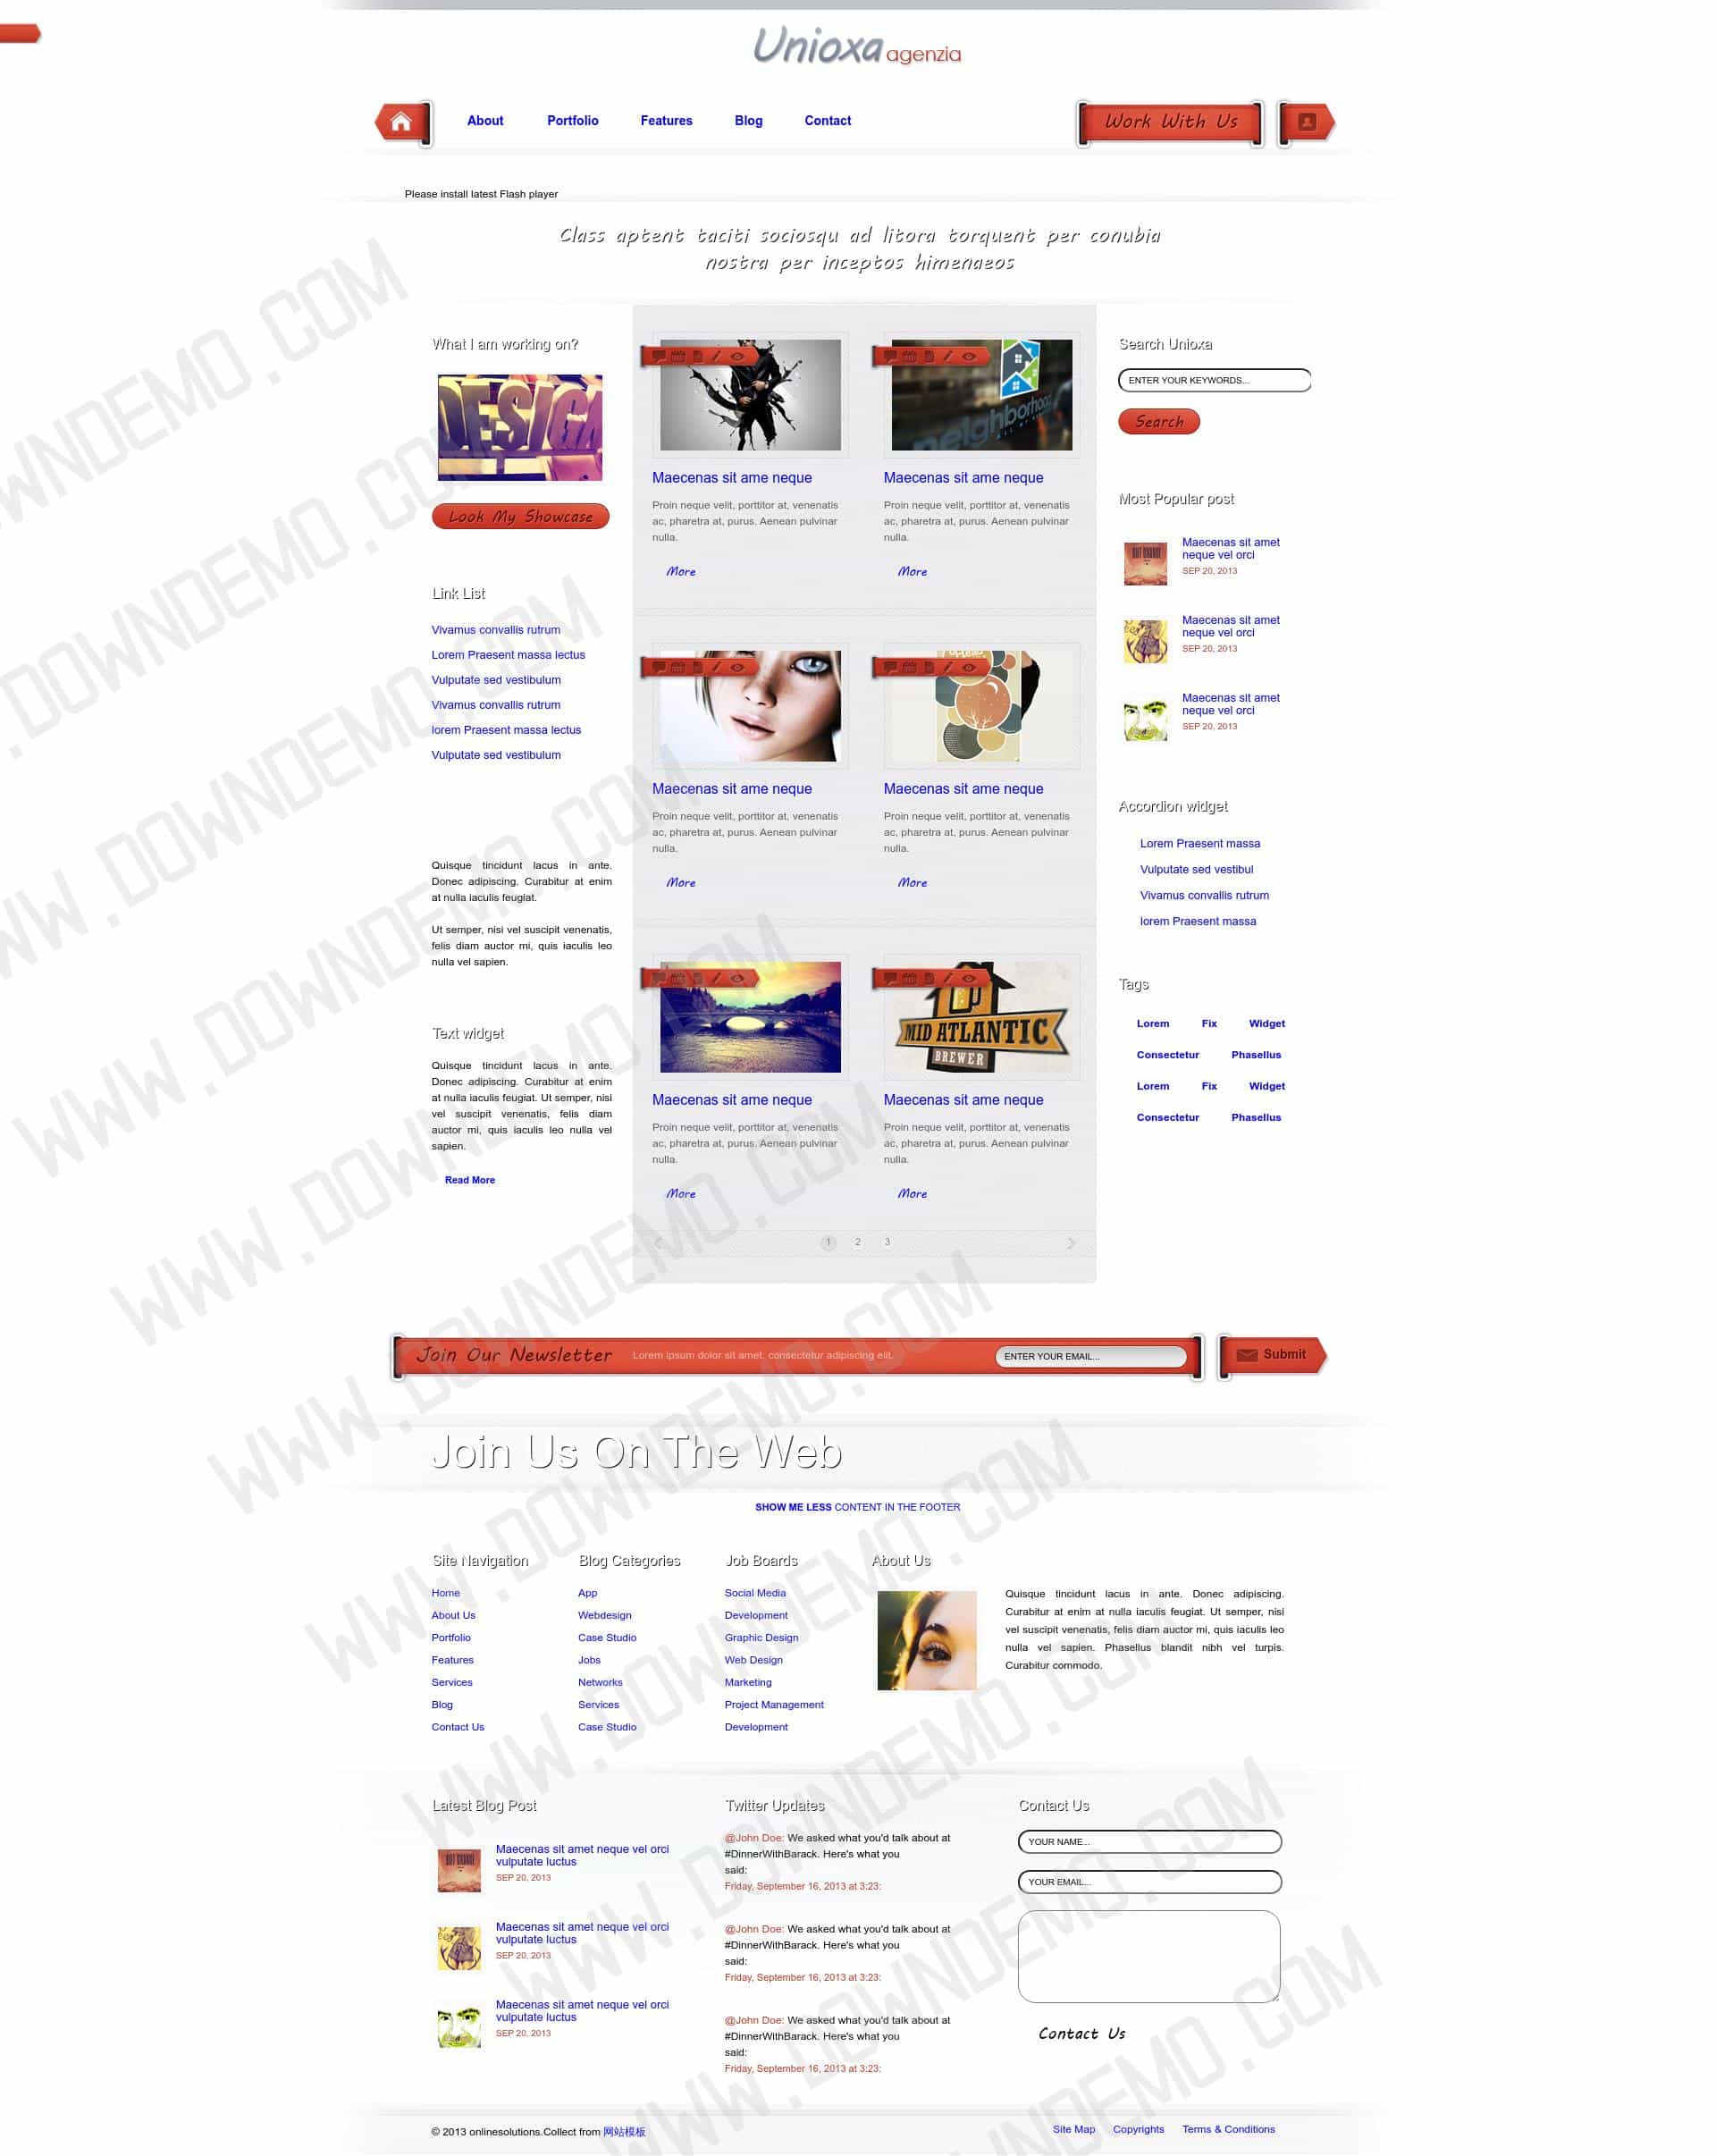 Unioxa agenzia
About Portfolio Features Blog Contact
Work With Us
Please install latest Flash player
Class aptent taciti sociosqu ad litora torquent per conubia
nostra per inceptos himenaeos
What I am working on?
DESIGN
Look My Showcase
Link List
Vivamus convallis rutrum
Lorem Praesent massa lectus
Vulputate sed vestibulum
Vivamus convallis rutrum
lorem Praesent massa lectus
Vulputate sed vestibulum
Quisque tincidunt lacus in ante.
Donec adipiscing. Curabitur at enim
at nulla iaculis feugiat.
Ut semper, nisi vel suscipit venenatis,
felis diam auctor mi, quis iaculis leo
nulla vel sapien.
Text widget
Quisque tincidunt lacus in ante.
Donec adipiscing. Curabitur at enim
at nulla iaculis feugiat. Ut semper, nisi
vel suscipit venenatis, felis diam
auctor mi, quis iaculis leo nulla vel
sapien.
Read More
Maecenas sit ame neque
Proin neque velit, porttitor at, venenatis
ac, pharetra at, purus. Aenean pulvinar
nulla.
More
neighborhood
Maecenas sit ame neque
Proin neque velit, porttitor at, venenatis
ac, pharetra at, purus. Aenean pulvinar
nulla.
More
Maecenas sit ame neque
Proin neque velit, porttitor at, venenatis
ac, pharetra at, purus. Aenean pulvinar
nulla.
More
Maecenas sit ame neque
Proin neque velit, porttitor at, venenatis
ac, pharetra at, purus. Aenean pulvinar
nulla.
More
Maecenas sit ame neque
Proin neque velit, porttitor at, venenatis
ac, pharetra at, purus. Aenean pulvinar
nulla.
More
MID ATLANTIC
BREWER
Maecenas sit ame neque
Proin neque velit, porttitor at, venenatis
ac, pharetra at, purus. Aenean pulvinar
nulla.
More
1 2 3
Search Unioxa
ENTER YOUR KEYWORDS...
Search
Most Popular post
Maecenas sit amet
neque vel orci
SEP 20, 2013
Maecenas sit amet
neque vel orci
SEP 20, 2013
Maecenas sit amet
neque vel orci
SEP 20, 2013
Accordion widget
Lorem Praesent massa
Vulputate sed vestibul
Vivamus convallis rutrum
lorem Praesent massa
Tags
Lorem Fix Widget
Consectetur Phasellus
Lorem Fix Widget
Consectetur Phasellus
Join Our Newsletter Lorem ipsum dolor sit amet, consectetur adipiscing elit. ENTER YOUR EMAIL... Submit
Join Us On The Web
SHOW ME LESS CONTENT IN THE FOOTER
Site Navigation
Home
About Us
Portfolio
Features
Services
Blog
Contact Us
Blog Categories
App
Webdesign
Case Studio
Jobs
Networks
Services
Case Studio
Job Boards
Social Media
Development
Graphic Design
Web Design
Marketing
Project Management
Development
About Us
Quisque tincidunt lacus in ante. Donec adipiscing.
Curabitur at enim at nulla iaculis feugiat. Ut semper, nisi
vel suscipit venenatis, felis diam auctor mi, quis iaculis leo
nulla vel sapien. Phasellus blandit nibh vel turpis.
Curabitur commodo.
Latest Blog Post
Maecenas sit amet neque vel orci
vulputate luctus
SEP 20, 2013
Maecenas sit amet neque vel orci
vulputate luctus
SEP 20, 2013
Maecenas sit amet neque vel orci
vulputate luctus
SEP 20, 2013
Twitter Updates
@John Doe: We asked what you'd talk about at
#DinnerWithBarack. Here's what you
said:
Friday, September 16, 2013 at 3:23:
@John Doe: We asked what you'd talk about at
#DinnerWithBarack. Here's what you
said:
Friday, September 16, 2013 at 3:23:
@John Doe: We asked what you'd talk about at
#DinnerWithBarack. Here's what you
said:
Friday, September 16, 2013 at 3:23:
Contact Us
YOUR NAME...
YOUR EMAIL...
Contact Us
© 2013 onlinesolutions.Collect from 网站模板
Site Map Copyrights Terms & Conditions
WWW.DOWNDEMO.COM